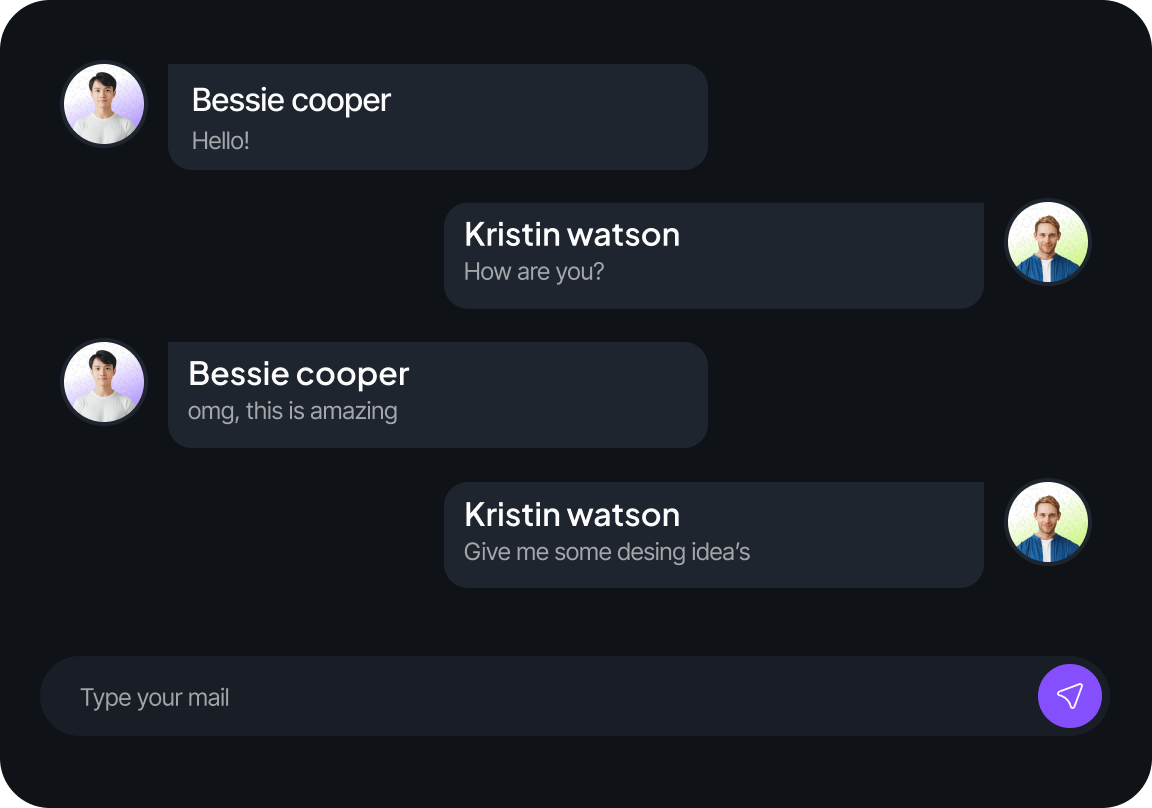 Bessie cooper
Hello!
Kristin watson
How are you?
Bessie cooper
omg, this is amazing
Kristin watson
Give me some desing idea’s
Type your mail